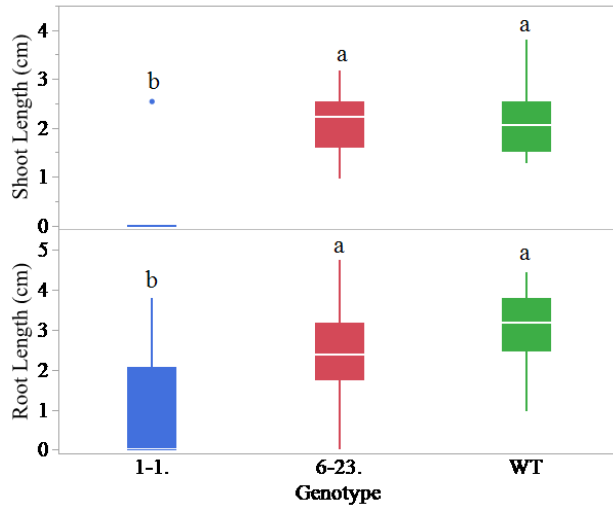 Shoot Length (cm)
4
3
2
1
0
b
a
a
Root Length (cm)
5
4
3
2
1
0
b
a
a
1-1. 6-23. WT
Genotype